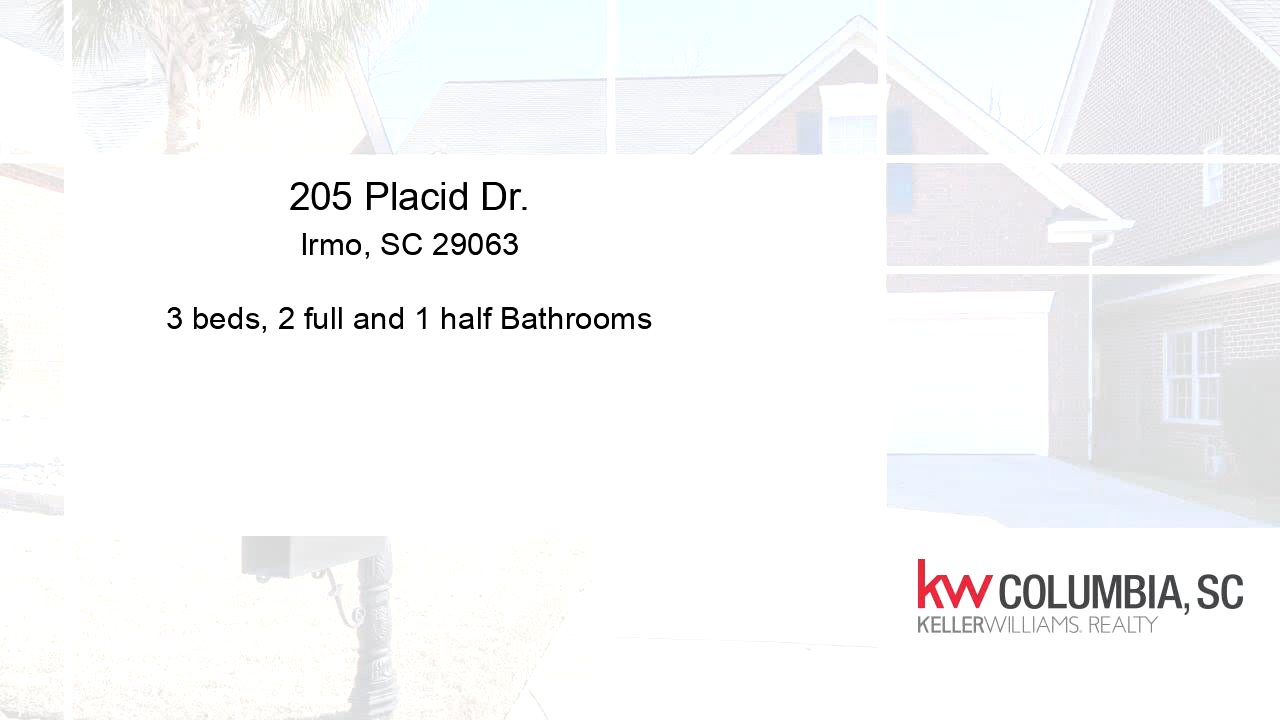 205 Placid Dr.
Irmo, SC 29063
3 beds, 2 full and 1 half Bathrooms
kw COLUMBIA, SC
KELLERWILLIAMS. REALTY